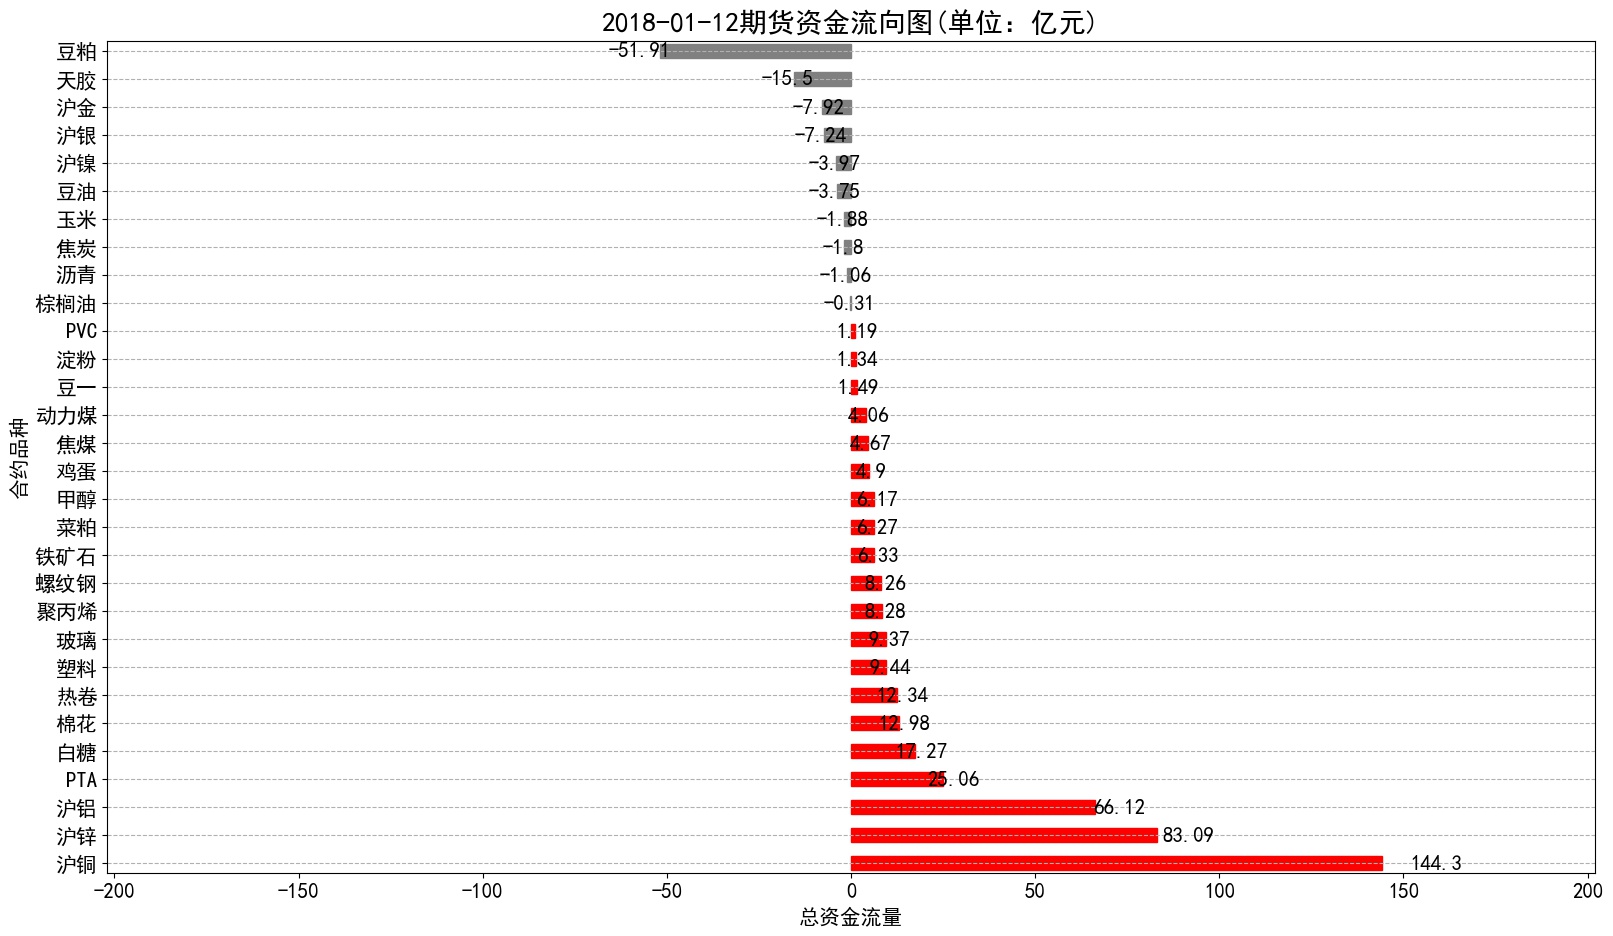 2018-01-12期货资金流向图(单位：亿元)
豆粕 -51.91
天胶 -15.5
沪金 -7.92
沪银 -7.24
沪镍 -3.97
豆油 -3.75
玉米 -1.88
焦炭 -1.8
沥青 -1.06
棕榈油 -0.31
PVC 1.19
淀粉 1.34
豆一 1.49
动力煤 4.06
焦煤 4.67
鸡蛋 4.9
甲醇 6.17
菜粕 6.27
铁矿石 6.33
螺纹钢 8.26
聚丙烯 8.28
玻璃 9.37
塑料 9.44
热卷 12.34
棉花 12.98
白糖 17.27
PTA 25.06
沪铝 66.12
沪锌 83.09
沪铜 144.3
合约品种
-200 -150 -100 -50 0 50 100 150 200
总资金流量